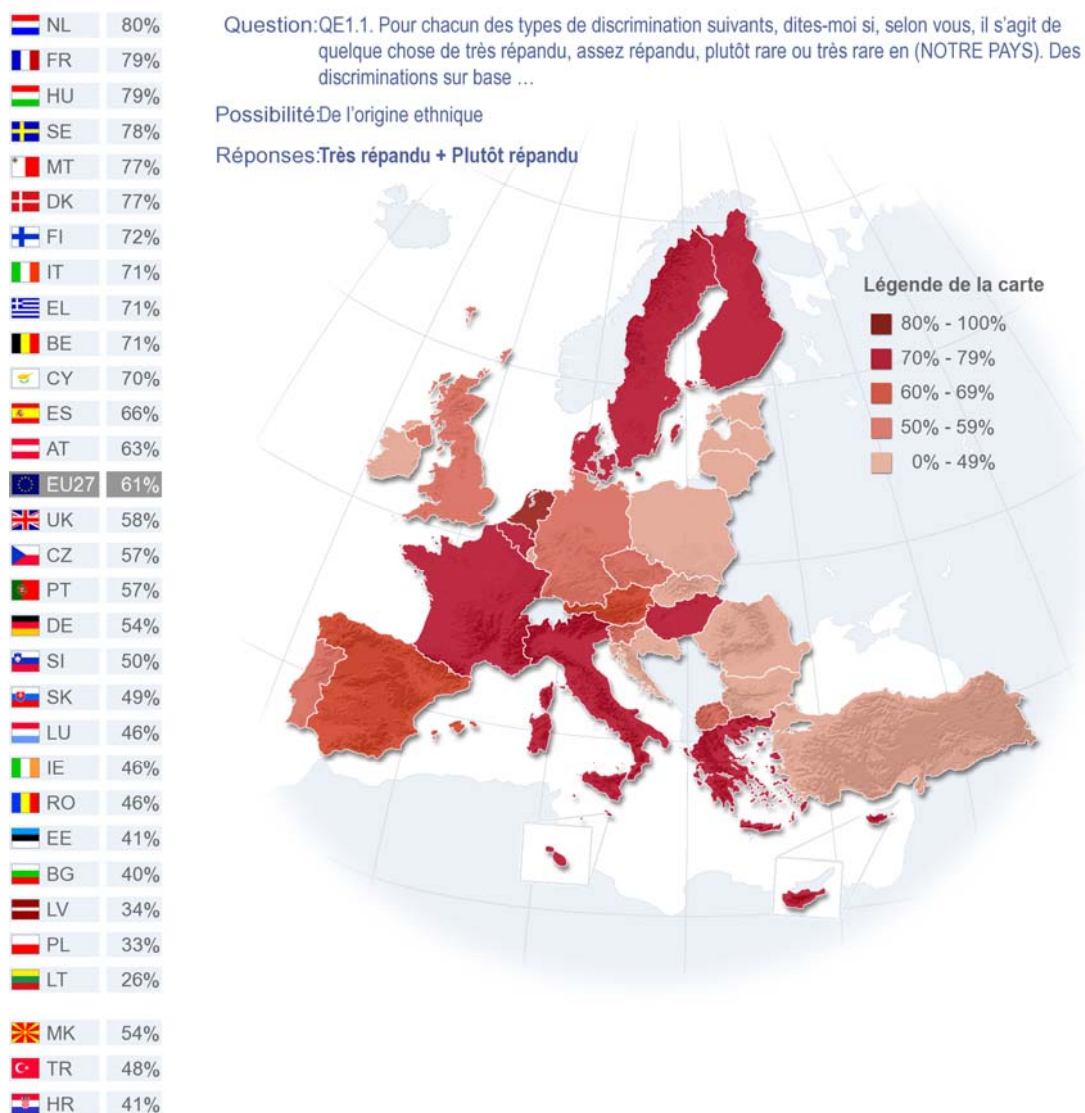 Question:QE1.1. Pour chacun des types de discrimination suivants, dites-moi si, selon vous, il s’agit de
quelque chose de très répandu, assez répandu, plutôt rare ou très rare en (NOTRE PAYS). Des
discriminations sur base …
Possibilité:De l’origine ethnique
Réponses:Très répandu + Plutôt répandu
NL 80%
FR 79%
HU 79%
SE 78%
MT 77%
DK 77%
FI 72%
IT 71%
EL 71%
BE 71%
CY 70%
ES 66%
AT 63%
EU27 61%
UK 58%
CZ 57%
PT 57%
DE 54%
SI 50%
SK 49%
LU 46%
IE 46%
RO 46%
EE 41%
BG 40%
LV 34%
PL 33%
LT 26%
MK 54%
TR 48%
HR 41%
Légende de la carte
80% - 100%
70% - 79%
60% - 69%
50% - 59%
0% - 49%